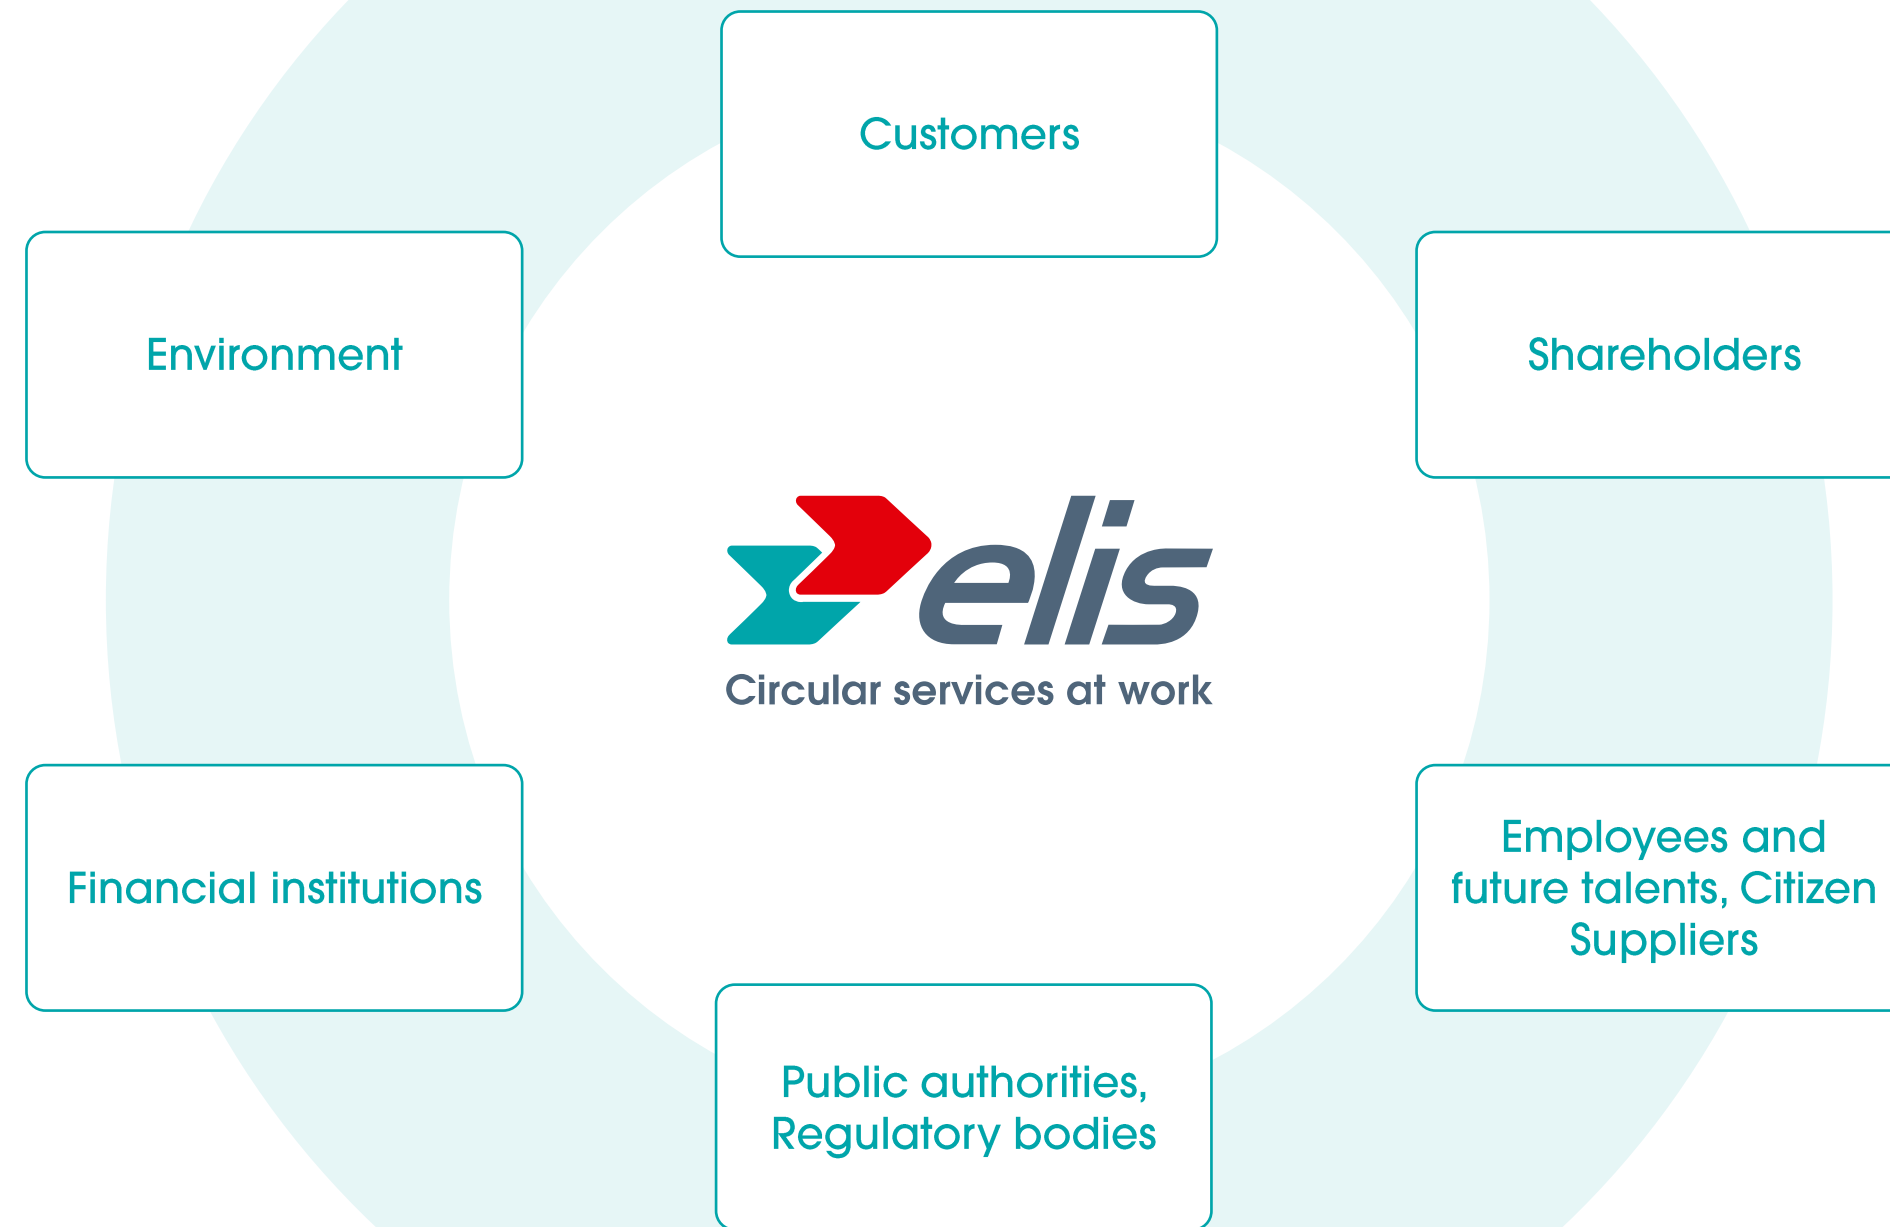 Customers
Environment
Shareholders
elis
Circular services at work
Financial institutions
Employees and
future talents, Citizen
Suppliers
Public authorities,
Regulatory bodies